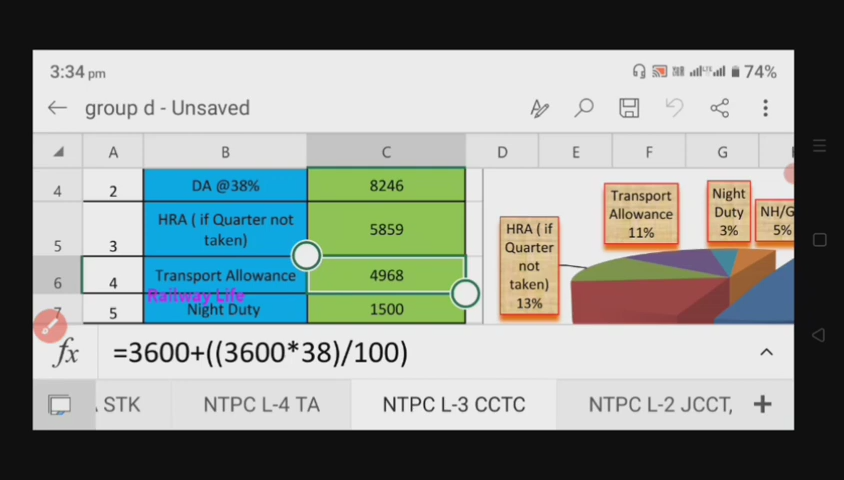 3:34 pm
74%
group d - Unsaved
A B C D E F G
4 2 DA @38% 8246
5 3 HRA ( if Quarter not
taken) 5859
6 4 Transport Allowance 4968
Railway Life
7 5 Night Duty 1500
HRA ( if
Quarter
not
taken)
13%
Transport
Allowance
11%
Night
Duty
3%
NH/G
5%
fx =3600+((3600*38)/100)
STK NTPC L-4 TA NTPC L-3 CCTC NTPC L-2 JCCT, +